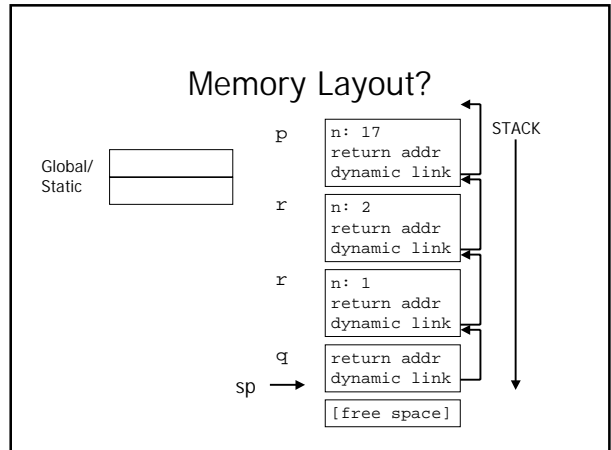 Memory Layout?
Global/
Static
p
n: 17
return addr
dynamic link
STACK
r
n: 2
return addr
dynamic link
r
n: 1
return addr
dynamic link
q
return addr
dynamic link
sp
[free space]